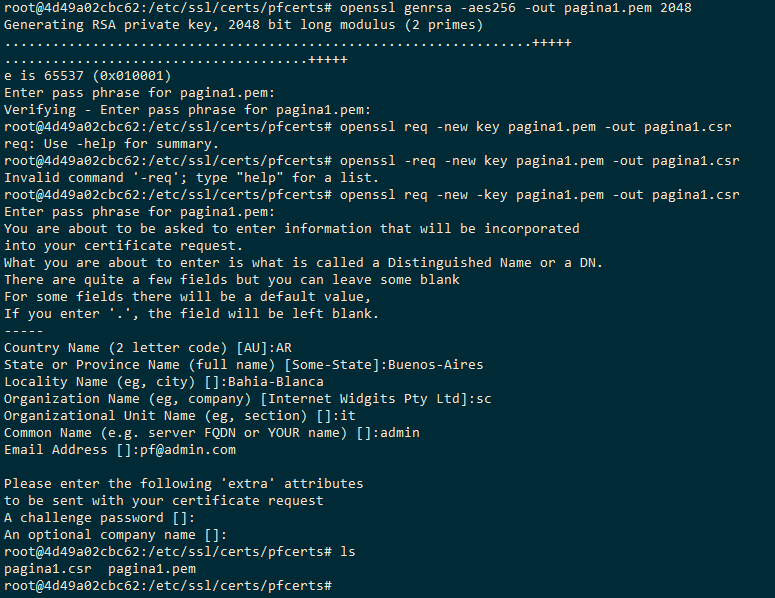 root@4d49a02cbc62:/etc/ssl/certs/pfcerts# openssl genrsa -aes256 -out pagina1.pem 2048
Generating RSA private key, 2048 bit long modulus (2 primes)
..................................................................+++++
......................................+++++
e is 65537 (0x010001)
Enter pass phrase for pagina1.pem:
Verifying - Enter pass phrase for pagina1.pem:
root@4d49a02cbc62:/etc/ssl/certs/pfcerts# openssl req -new key pagina1.pem -out pagina1.csr
req: Use -help for summary.
root@4d49a02cbc62:/etc/ssl/certs/pfcerts# openssl -req -new key pagina1.pem -out pagina1.csr
Invalid command '-req'; type "help" for a list.
root@4d49a02cbc62:/etc/ssl/certs/pfcerts# openssl req -new -key pagina1.pem -out pagina1.csr
Enter pass phrase for pagina1.pem:
You are about to be asked to enter information that will be incorporated
into your certificate request.
What you are about to enter is what is called a Distinguished Name or a DN.
There are quite a few fields but you can leave some blank
For some fields there will be a default value,
If you enter '.', the field will be left blank.
-----
Country Name (2 letter code) [AU]:AR
State or Province Name (full name) [Some-State]:Buenos-Aires
Locality Name (eg, city) []:Bahia-Blanca
Organization Name (eg, company) [Internet Widgits Pty Ltd]:sc
Organizational Unit Name (eg, section) []:it
Common Name (e.g. server FQDN or YOUR name) []:admin
Email Address []:pf@admin.com

Please enter the following 'extra' attributes
to be sent with your certificate request
A challenge password []:
An optional company name []:
root@4d49a02cbc62:/etc/ssl/certs/pfcerts# ls
pagina1.csr  pagina1.pem
root@4d49a02cbc62:/etc/ssl/certs/pfcerts#